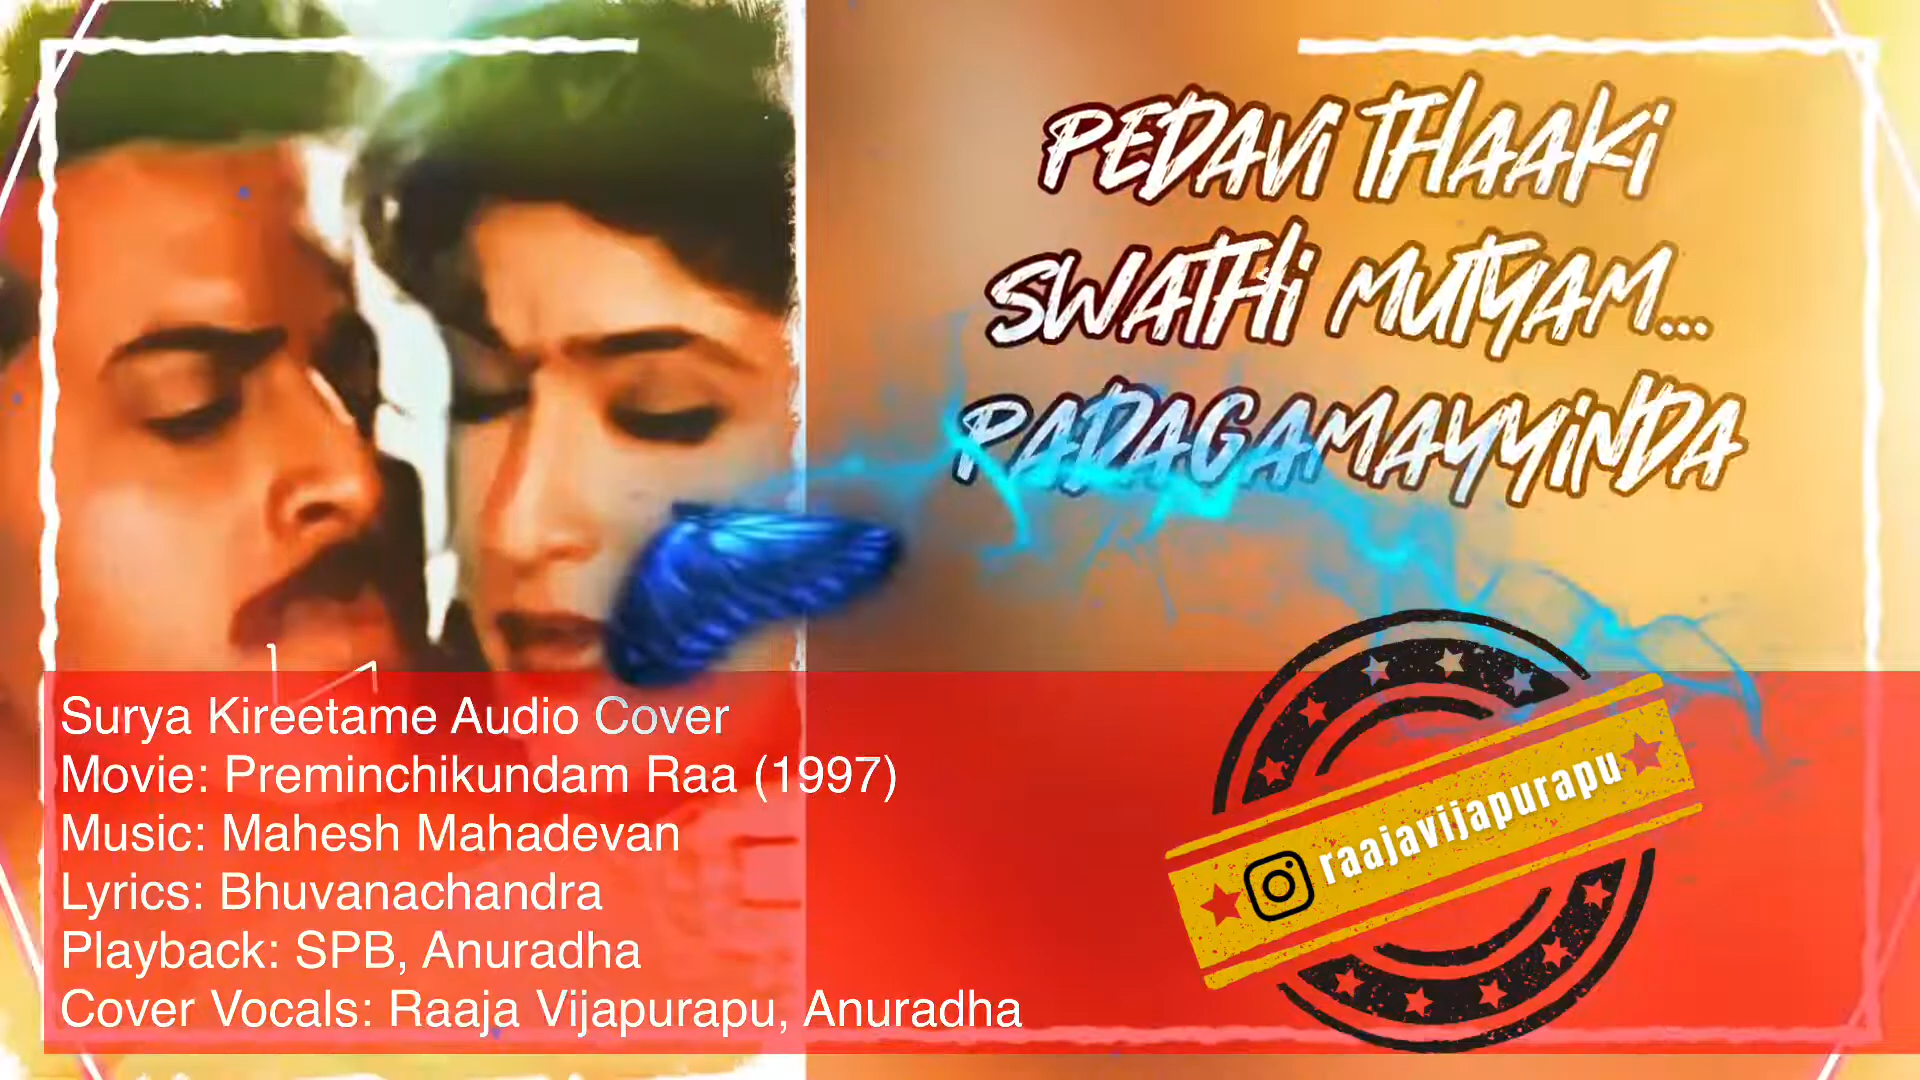 PEDAVI THAAKI
SWATHI MUTYAM...
PADAGAMAYYINDA
Surya Kireetame Audio Cover
Movie: Preminchikundam Raa (1997)
Music: Mahesh Mahadevan
Lyrics: Bhuvanachandra
Playback: SPB, Anuradha
Cover Vocals: Raaja Vijapurapu, Anuradha
raajavijapurapu